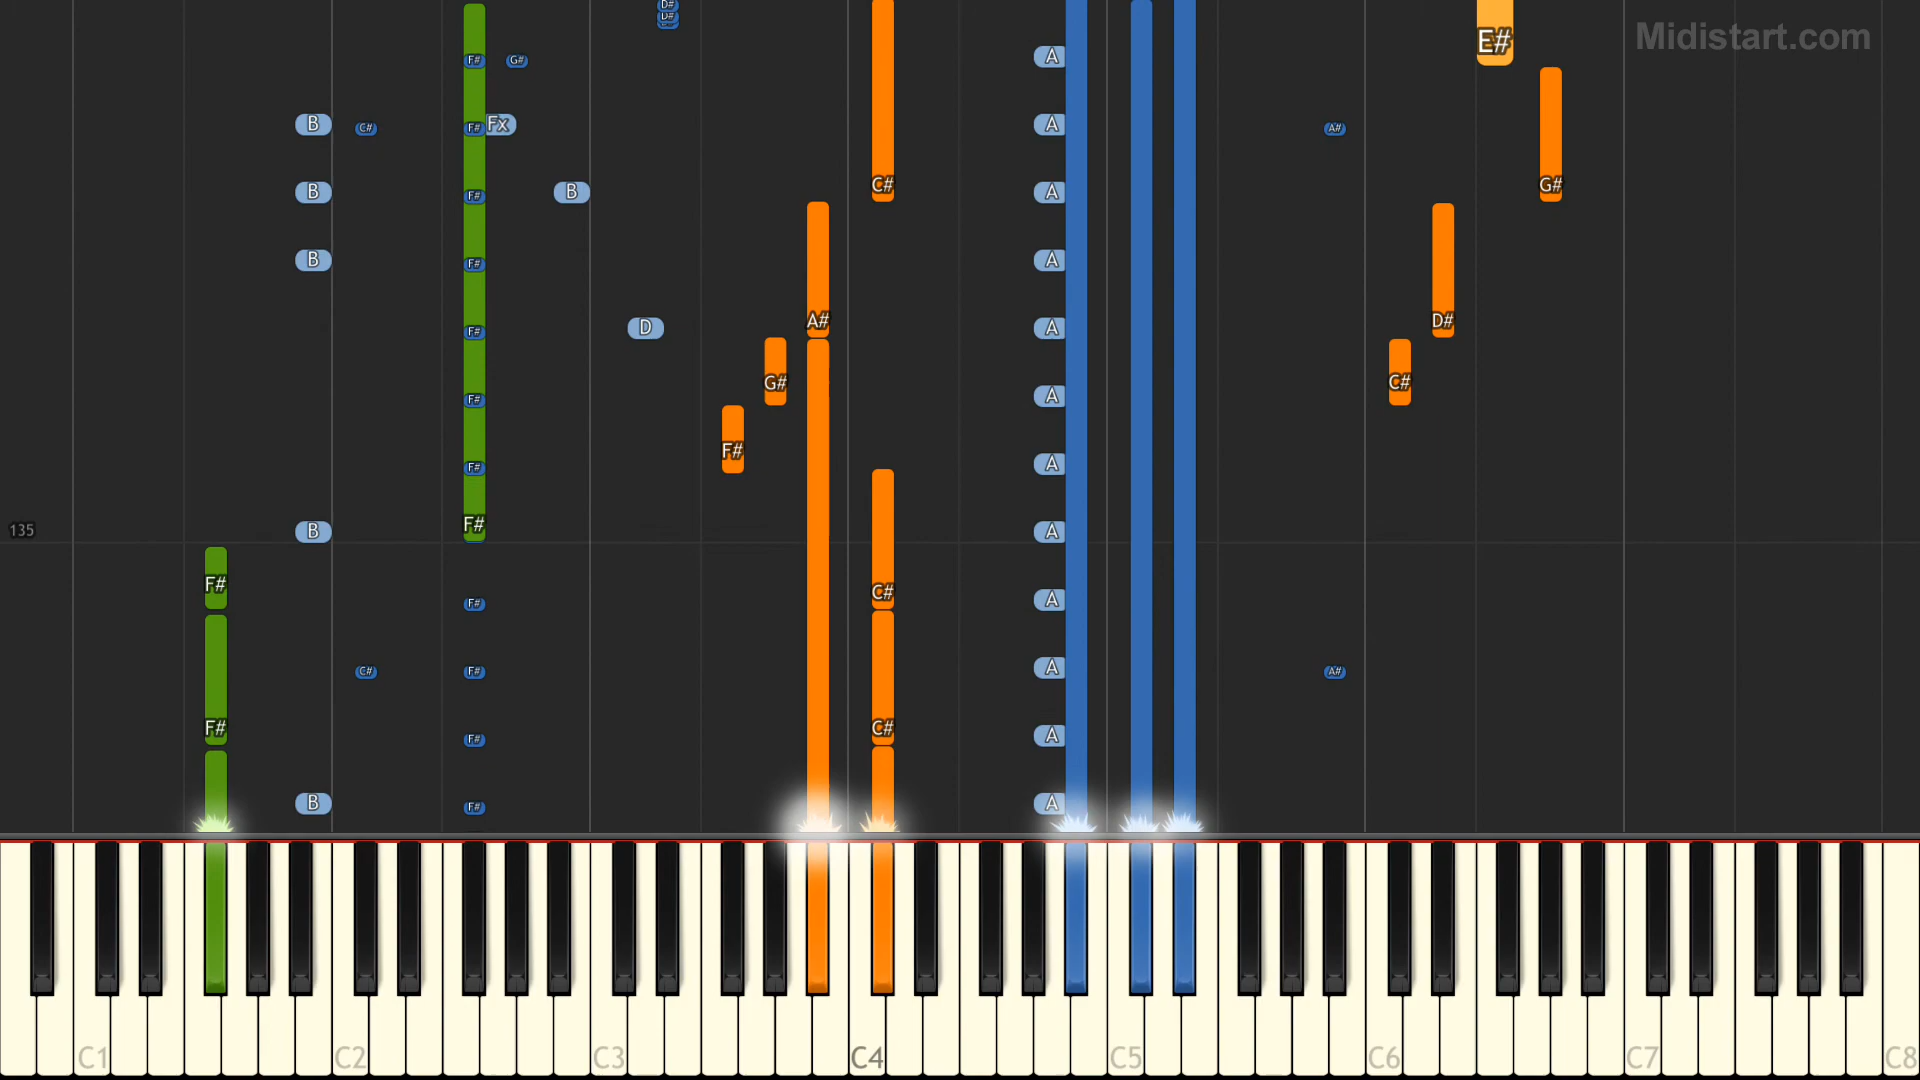 D#
D#
Midistart.com
E#
F# G# A
B C# F# Fx A A#
B F# B C# A G#
B F# A
F# D A# A D#
F# G# A C#
F# F# A
F#
135 B A
F# F# C# A
C# F# A A#
F# F# C# A
B F# A
C1 C2 C3 C4 C5 C6 C7 C8